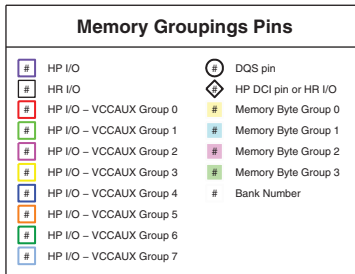 Memory Groupings Pins
# HP I/O
# HR I/O
# HP I/O – VCCAUX Group 0
# HP I/O – VCCAUX Group 1
# HP I/O – VCCAUX Group 2
# HP I/O – VCCAUX Group 3
# HP I/O – VCCAUX Group 4
# HP I/O – VCCAUX Group 5
# HP I/O – VCCAUX Group 6
# HP I/O – VCCAUX Group 7
# DQS pin
# HP DCI pin or HR I/O
# Memory Byte Group 0
# Memory Byte Group 1
# Memory Byte Group 2
# Memory Byte Group 3
# Bank Number